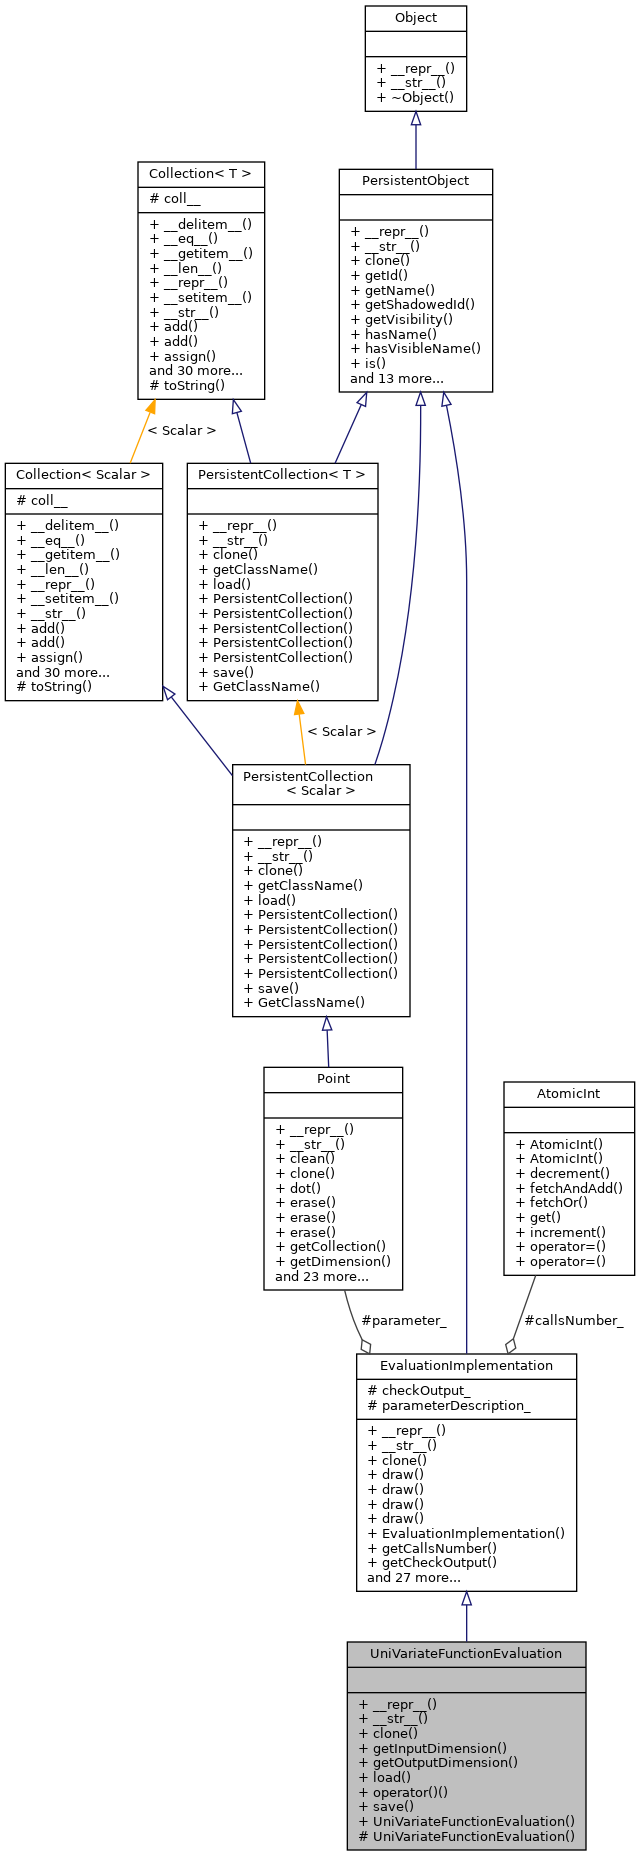 Object
+ __repr__()
+ __str__()
+ ~Object()
Collection< T >
# coll__
+ __delitem__()
+ __eq__()
+ __getitem__()
+ __len__()
+ __repr__()
+ __setitem__()
+ __str__()
+ add()
+ add()
+ assign()
and 30 more...
# toString()
PersistentObject
+ __repr__()
+ __str__()
+ clone()
+ getId()
+ getName()
+ getShadowedId()
+ getVisibility()
+ hasName()
+ hasVisibleName()
+ is()
and 13 more...
< Scalar >
Collection< Scalar >
# coll__
+ __delitem__()
+ __eq__()
+ __getitem__()
+ __len__()
+ __repr__()
+ __setitem__()
+ __str__()
+ add()
+ add()
+ assign()
and 30 more...
# toString()
PersistentCollection< T >
+ __repr__()
+ __str__()
+ clone()
+ getClassName()
+ load()
+ PersistentCollection()
+ PersistentCollection()
+ PersistentCollection()
+ PersistentCollection()
+ PersistentCollection()
+ save()
+ GetClassName()
< Scalar >
PersistentCollection
< Scalar >
+ __repr__()
+ __str__()
+ clone()
+ getClassName()
+ load()
+ PersistentCollection()
+ PersistentCollection()
+ PersistentCollection()
+ PersistentCollection()
+ PersistentCollection()
+ save()
+ GetClassName()
Point
+ __repr__()
+ __str__()
+ clean()
+ clone()
+ dot()
+ erase()
+ erase()
+ erase()
+ getCollection()
+ getDimension()
and 23 more...
AtomicInt
+ AtomicInt()
+ AtomicInt()
+ decrement()
+ fetchAndAdd()
+ fetchOr()
+ get()
+ increment()
+ operator=()
+ operator=()
#parameter_
#callsNumber_
EvaluationImplementation
# checkOutput_
# parameterDescription_
+ __repr__()
+ __str__()
+ clone()
+ draw()
+ draw()
+ draw()
+ draw()
+ EvaluationImplementation()
+ getCallsNumber()
+ getCheckOutput()
and 27 more...
UniVariateFunctionEvaluation
+ __repr__()
+ __str__()
+ clone()
+ getInputDimension()
+ getOutputDimension()
+ load()
+ operator()()
+ save()
+ UniVariateFunctionEvaluation()
# UniVariateFunctionEvaluation()